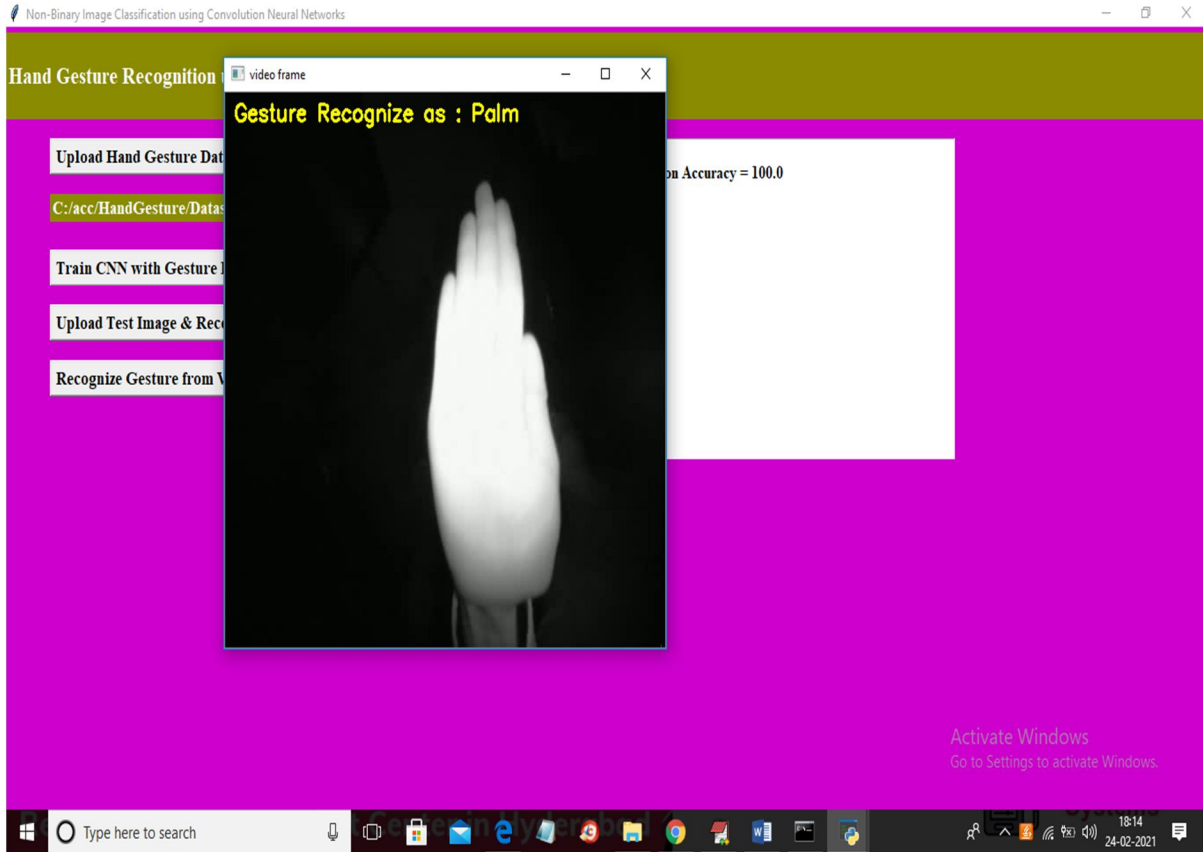 Non-Binary Image Classification using Convolution Neural Networks
Hand Gesture Recognition
video frame
Gesture Recognize as : Palm
Upload Hand Gesture Dat
on Accuracy = 100.0
C:/acc/HandGesture/Datas
Train CNN with Gesture
Upload Test Image & Reco
Recognize Gesture from V
Activate Windows
Go to Settings to activate Windows.
Type here to search
18:14
24-02-2021